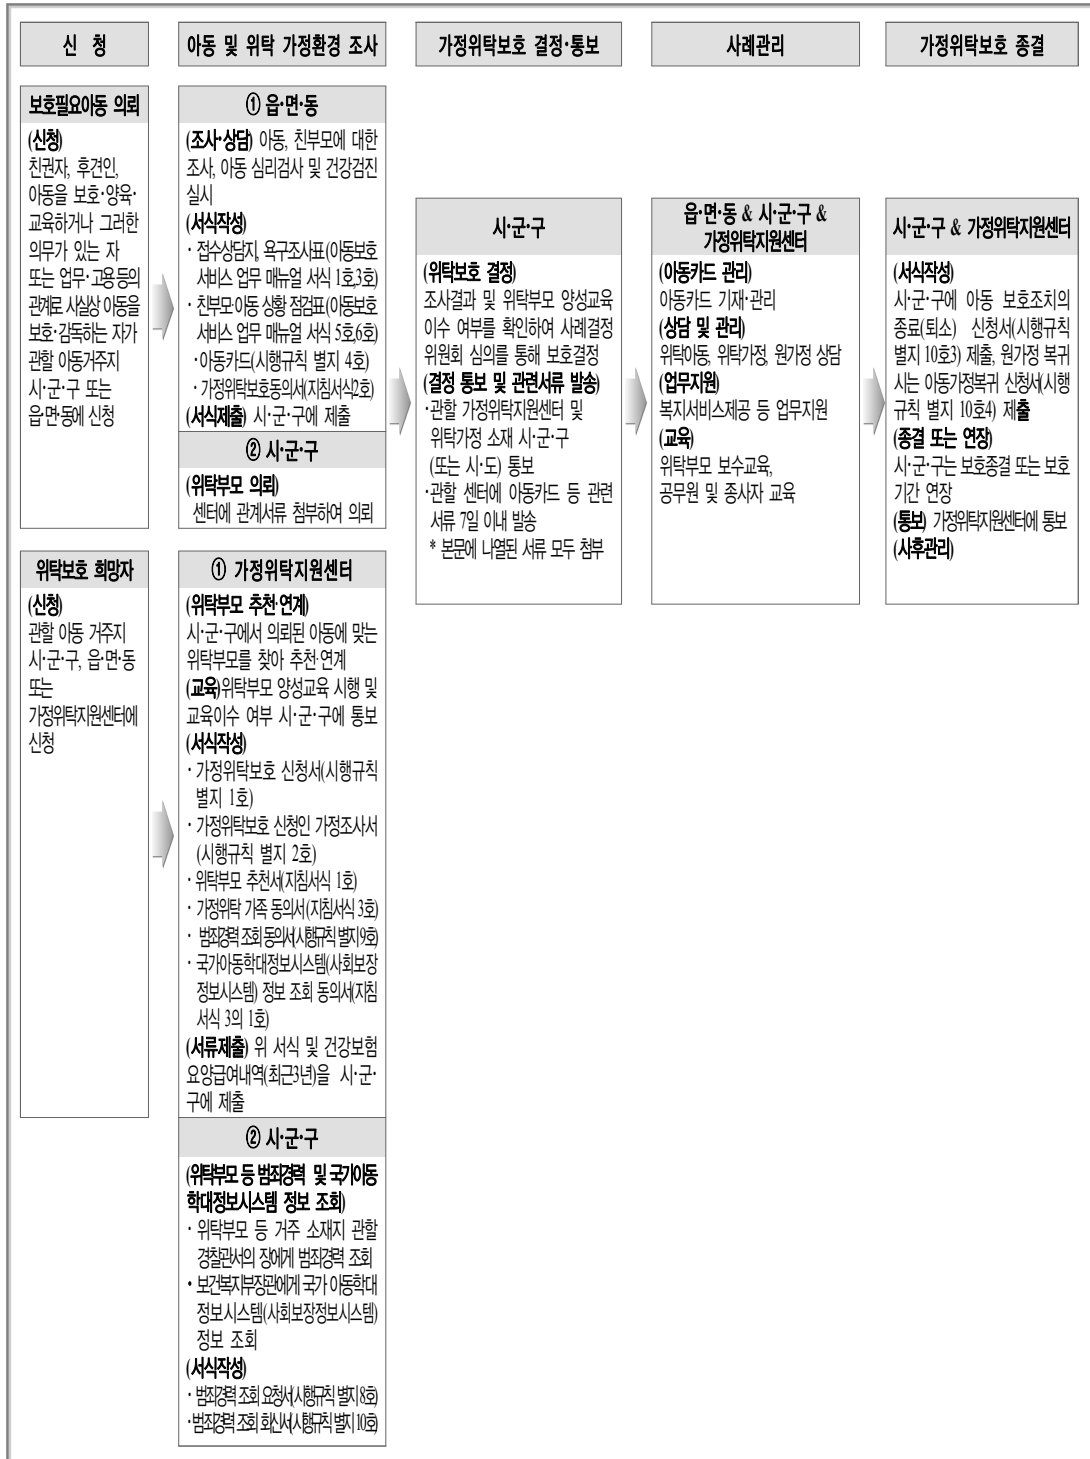 신 청
아동 및 위탁 가정환경 조사
가정위탁보호 결정·통보
사례관리
가정위탁보호 종결
보호필요아동 의뢰
(신청)
친권자, 후견인,
아동을 보호·양육·
교육하거나 그러한
의무가 있는 자
또는 업무·고용등의
관계로 사실상 아동을
보호·감독하는 자가
관할 아동거주지
시·군·구 또는
읍·면·동에 신청
① 읍·면·동
(조사·상담) 아동, 친부모에 대한
조사, 아동 심리검사 및 건강검진
실시
(서식작성)
· 접수상담지, 욕구조사표(아동보호
서비스 업무 매뉴얼 서식 1호,3호)
· 친부모·아동 상황 점검표(아동보호
서비스 업무 매뉴얼 서식 5호,6호)
· 아동카드(시행규칙 별지 4호)
· 가정위탁보호동의서(지침서식2호)
(서식제출) 시·군·구에 제출
② 시·군·구
(위탁부모 의뢰)
센터에 관계서류 첨부하여 의뢰
시·군·구
(위탁보호 결정)
조사결과 및 위탁부모 양성교육
이수 여부를 확인하여 사례결정
위원회 심의를 통해 보호결정
(결정 통보 및 관련서류 발송)
·관할 가정위탁지원센터 및
위탁가정 소재 시·군·구
(또는 시·도) 통보
·관할 센터에 아동카드 등 관련
서류 7일 이내 발송
* 본문에 나열된 서류 모두 첨부
읍·면·동 & 시·군·구 &
가정위탁지원센터
(아동카드 관리)
아동카드 기재·관리
(상담 및 관리)
위탁아동, 위탁가정, 원가정 상담
(업무지원)
복지서비스제공 등 업무지원
(교육)
위탁부모 보수교육,
공무원 및 종사자 교육
시·군·구 & 가정위탁지원센터
(서식작성)
시·군·구에 아동 보호조치의
종료(퇴소) 신청서(시행규칙
별지 10호3) 제출, 원가정 복귀
시는 아동가정복귀 신청서(시행
규칙 별지 10호4) 제출
(종결 또는 연장)
시·군·구는 보호종결 또는 보호
기간 연장
(통보) 가정위탁지원센터에 통보
(사후관리)
위탁보호 희망자
(신청)
관할 아동 거주지
시·군·구, 읍·면·동
또는
가정위탁지원센터에
신청
① 가정위탁지원센터
(위탁부모 추천·연계)
시·군·구에서 의뢰된 아동에 맞는
위탁부모를 찾아 추천·연계
(교육)위탁부모 양성교육 시행 및
교육이수 여부 시·군·구에 통보
(서식작성)
· 가정위탁보호 신청서(시행규칙
별지 1호)
· 가정위탁보호 신청인 가정조사서
(시행규칙 별지 2호)
· 위탁부모 추천서(지침서식 1호)
· 가정위탁 가족 동의서(지침서식 3호)
· 범죄경력 조회 동의서(시행규칙 별지9호)
· 국가아동학대정보시스템(사회보장
정보시스템) 정보 조회 동의서(지침
서식 3의 1호)
(서류제출) 위 서식 및 건강보험
요양급여내역(최근3년)을 시·군·
구에 제출
② 시·군·구
(위탁부모 등 범죄경력 및 국가아동
학대정보시스템 정보 조회)
· 위탁부모 등 거주 소재지 관할
경찰관서의 장에게 범죄경력 조회
· 보건복지부장관에게 국가 아동학대
정보시스템(사회보장정보시스템)
정보 조회
(서식작성)
· 범죄경력 조회 요청서(시행규칙 별지 8호)
·범죄경력 조회 회신서(시행규칙 별지 10호)